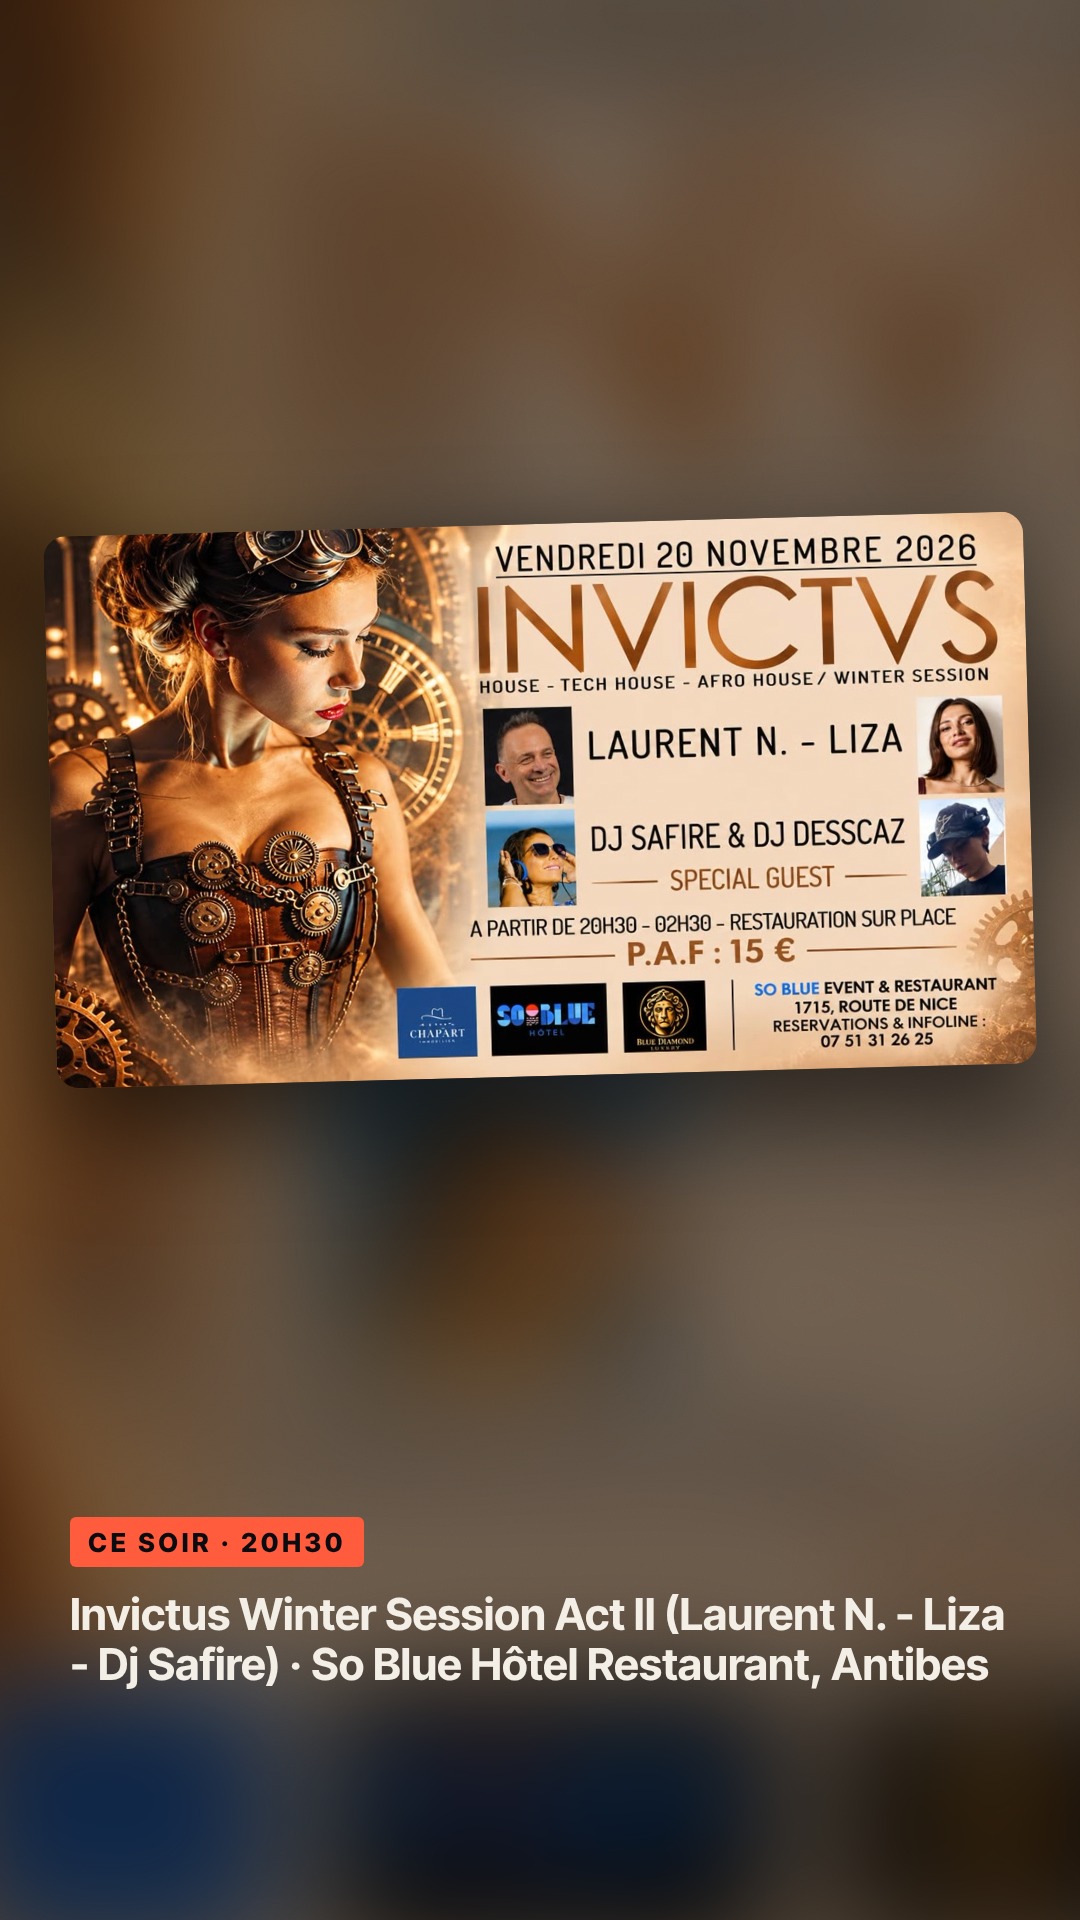 VENDREDI 20 NOVEMBRE 2026
INVICTVS
HOUSE - TECH HOUSE - AFRO HOUSE / WINTER SESSION
LAURENT N. - LIZA
DJ SAFIRE & DJ DESSCAZ
SPECIAL GUEST
A PARTIR DE 20H30 - 02H30 - RESTAURATION SUR PLACE
P.A.F : 15 €
CHAPART
IMMOBILIER
SO BLUE
HÔTEL
BLUE DIAMOND
LUXURY
SO BLUE EVENT & RESTAURANT
1715, ROUTE DE NICE
RESERVATIONS & INFOLINE :
07 51 31 26 25
CE SOIR · 20H30
Invictus Winter Session Act II (Laurent N. - Liza
- Dj Safire) · So Blue Hôtel Restaurant, Antibes